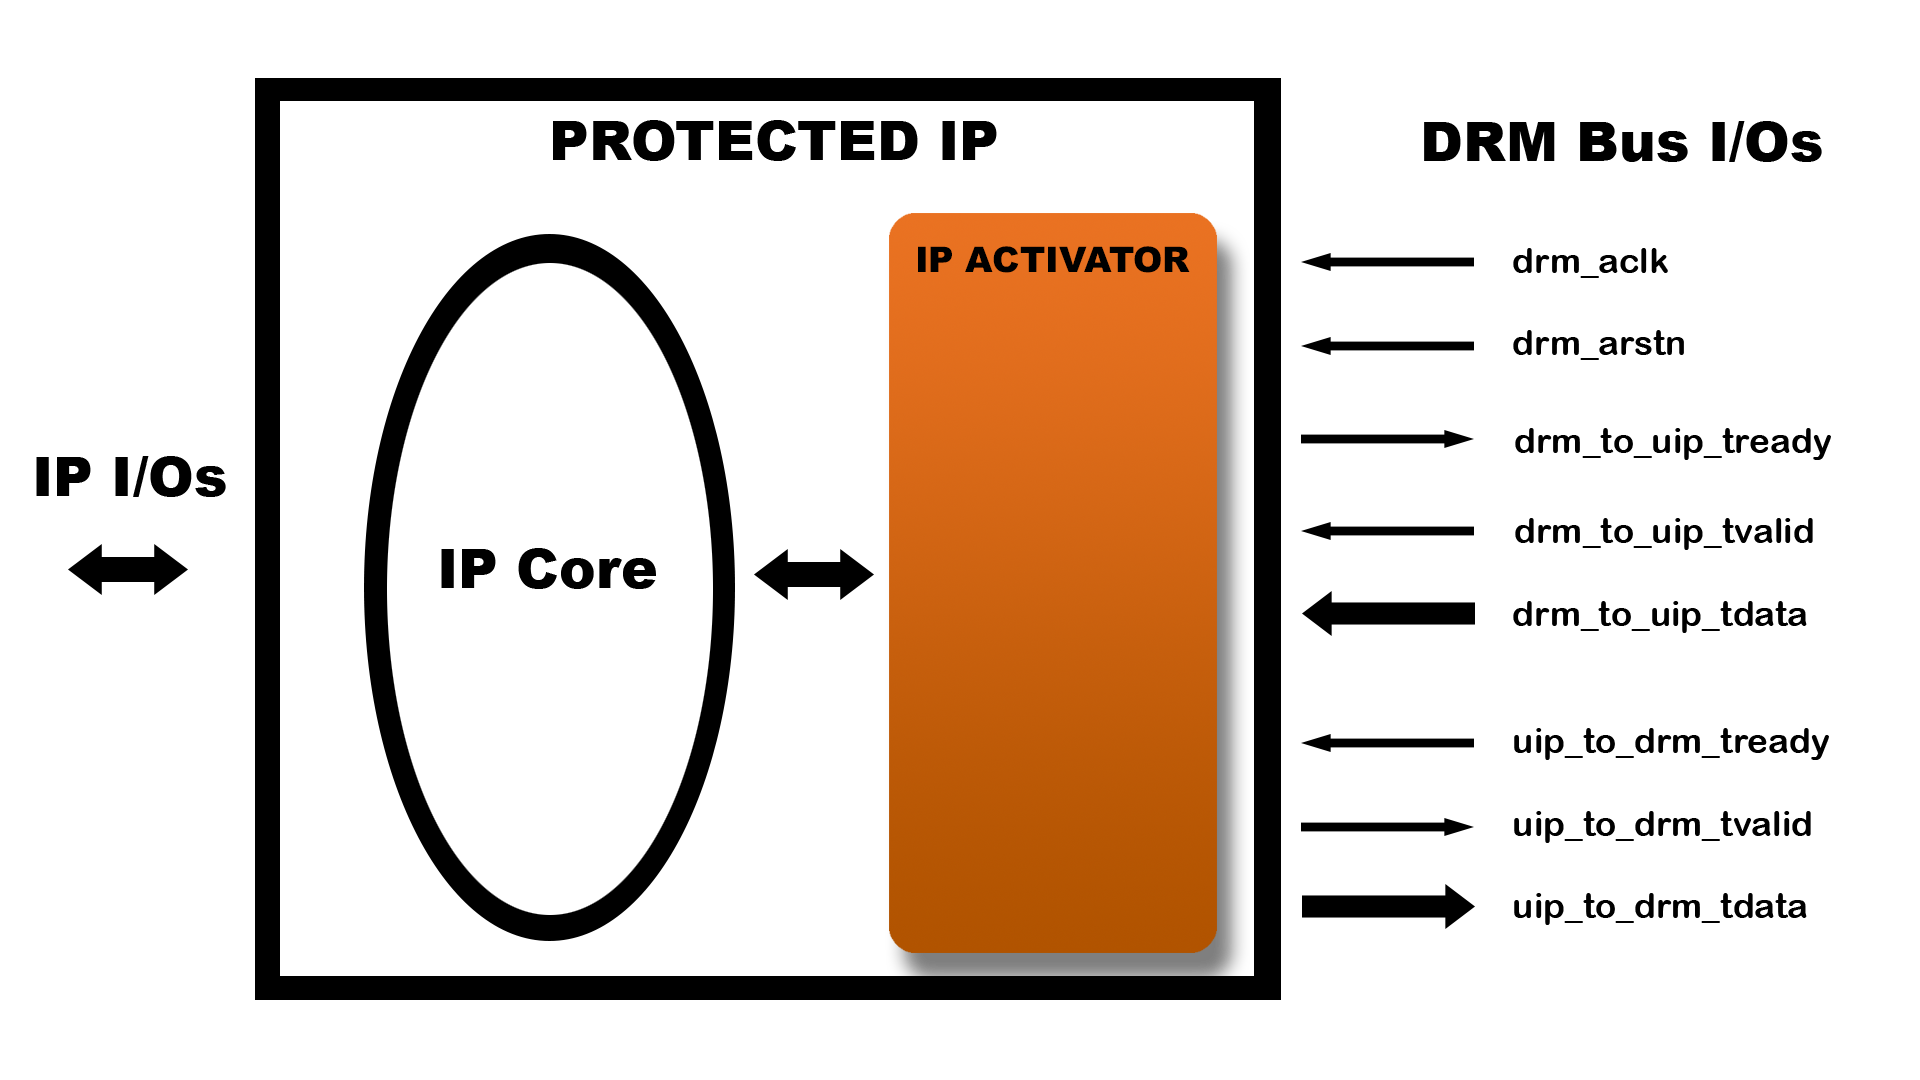 PROTECTED IP
DRM Bus I/Os
IP ACTIVATOR
drm_aclk
drm_arstn
drm_to_uip_tready
IP I/Os
drm_to_uip_tvalid
IP Core
drm_to_uip_tdata
uip_to_drm_tready
uip_to_drm_tvalid
uip_to_drm_tdata